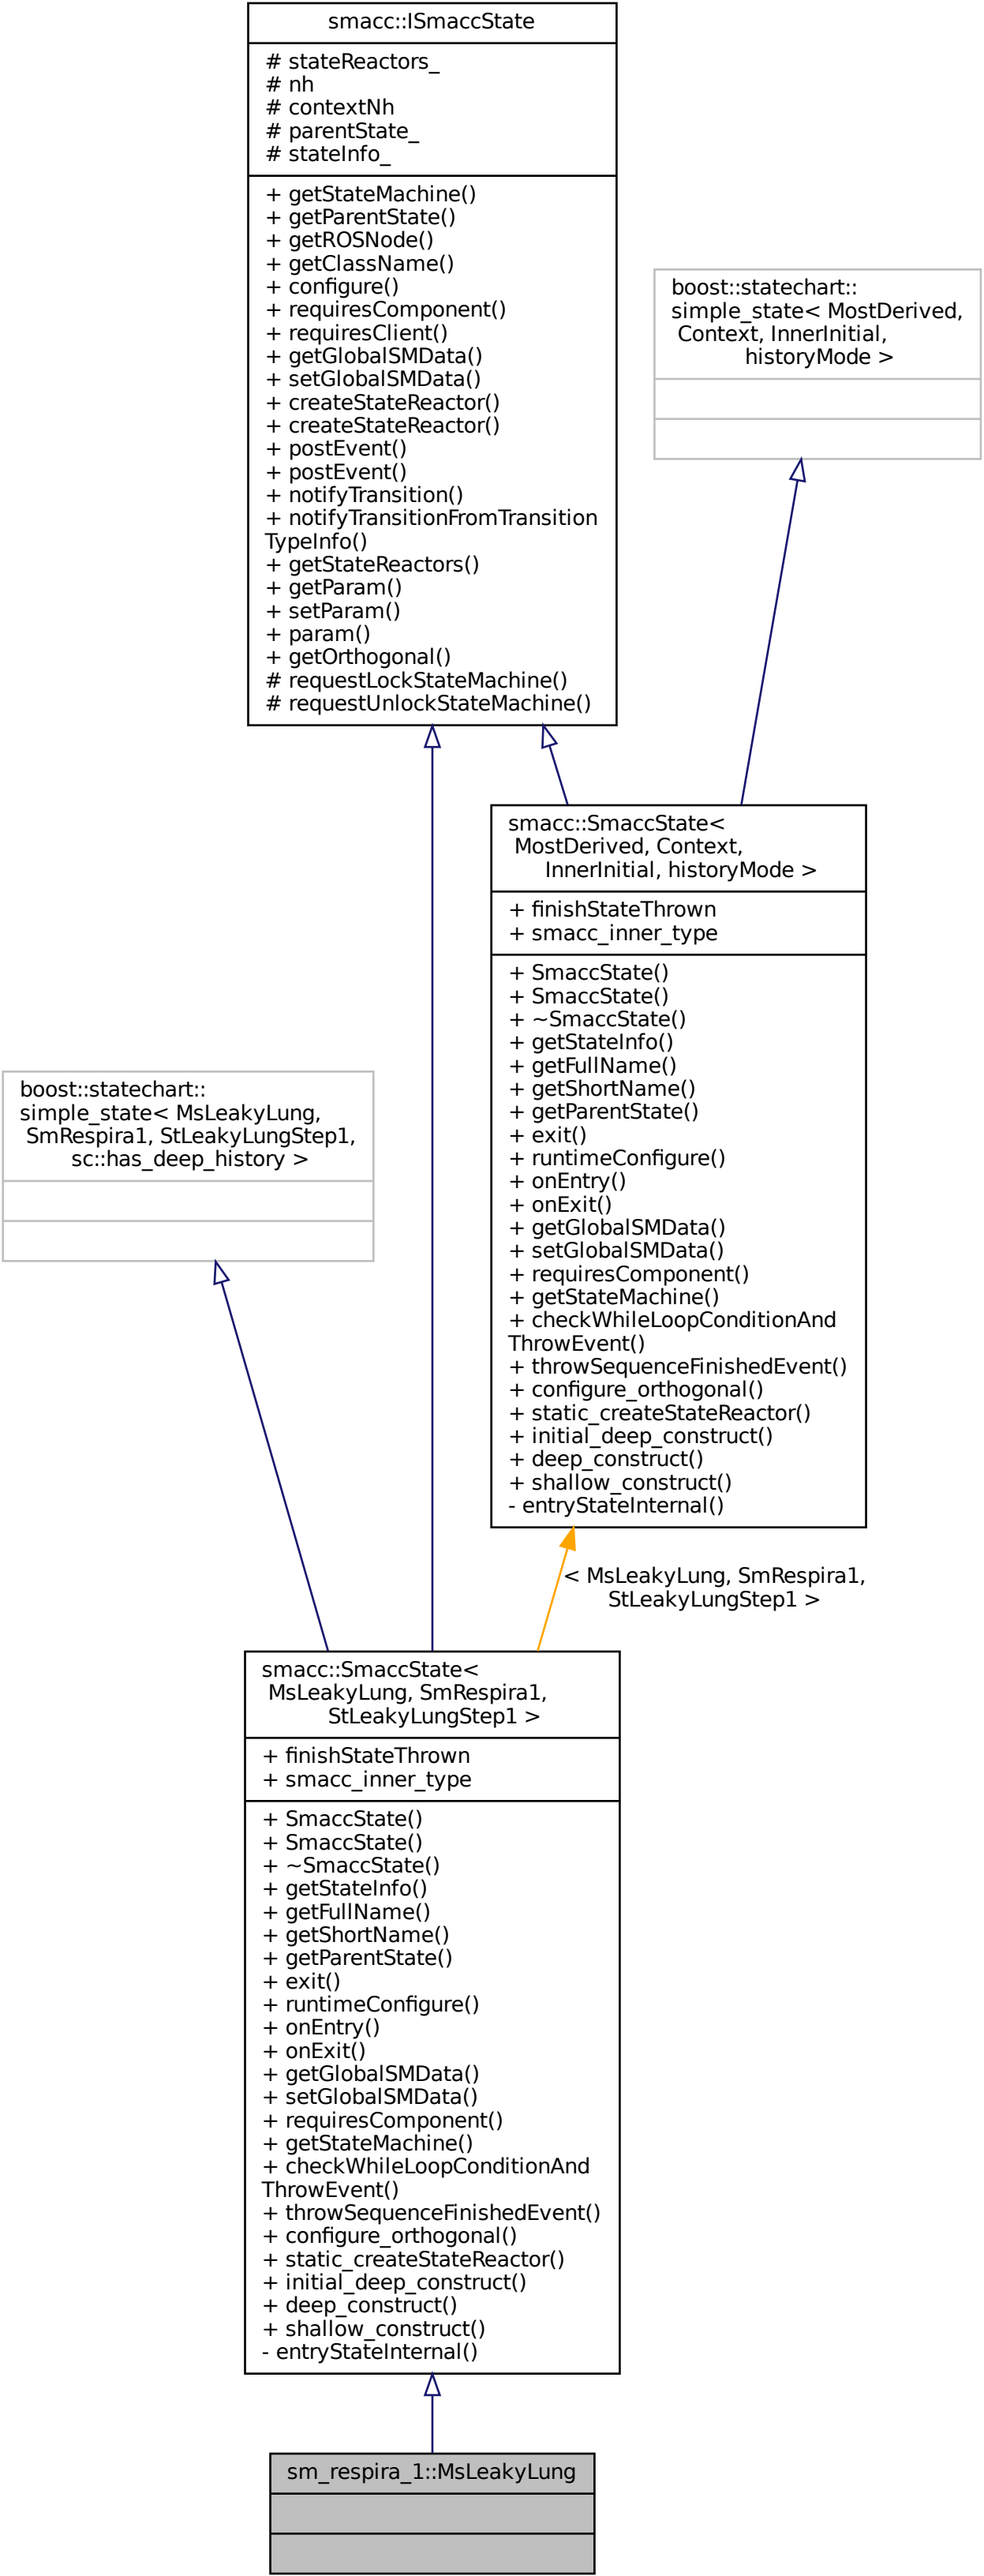 smacc::ISmaccState
# stateReactors_
# nh
# contextNh
# parentState_
# stateInfo_
+ getStateMachine()
+ getParentState()
+ getROSNode()
+ getClassName()
+ configure()
+ requiresComponent()
+ requiresClient()
+ getGlobalSMData()
+ setGlobalSMData()
+ createStateReactor()
+ createStateReactor()
+ postEvent()
+ postEvent()
+ notifyTransition()
+ notifyTransitionFromTransition
TypeInfo()
+ getStateReactors()
+ getParam()
+ setParam()
+ param()
+ getOrthogonal()
# requestLockStateMachine()
# requestUnlockStateMachine()
boost::statechart::
simple_state< MostDerived,
Context, InnerInitial,
historyMode >
smacc::SmaccState<
MostDerived, Context,
InnerInitial, historyMode >
+ finishStateThrown
+ smacc_inner_type
+ SmaccState()
+ SmaccState()
+ ~SmaccState()
+ getStateInfo()
+ getFullName()
+ getShortName()
+ getParentState()
+ exit()
+ runtimeConfigure()
+ onEntry()
+ onExit()
+ getGlobalSMData()
+ setGlobalSMData()
+ requiresComponent()
+ getStateMachine()
+ checkWhileLoopConditionAnd
ThrowEvent()
+ throwSequenceFinishedEvent()
+ configure_orthogonal()
+ static_createStateReactor()
+ initial_deep_construct()
+ deep_construct()
+ shallow_construct()
- entryStateInternal()
boost::statechart::
simple_state< MsLeakyLung,
SmRespira1, StLeakyLungStep1,
sc::has_deep_history >
< MsLeakyLung, SmRespira1,
StLeakyLungStep1 >
smacc::SmaccState<
MsLeakyLung, SmRespira1,
StLeakyLungStep1 >
+ finishStateThrown
+ smacc_inner_type
+ SmaccState()
+ SmaccState()
+ ~SmaccState()
+ getStateInfo()
+ getFullName()
+ getShortName()
+ getParentState()
+ exit()
+ runtimeConfigure()
+ onEntry()
+ onExit()
+ getGlobalSMData()
+ setGlobalSMData()
+ requiresComponent()
+ getStateMachine()
+ checkWhileLoopConditionAnd
ThrowEvent()
+ throwSequenceFinishedEvent()
+ configure_orthogonal()
+ static_createStateReactor()
+ initial_deep_construct()
+ deep_construct()
+ shallow_construct()
- entryStateInternal()
sm_respira_1::MsLeakyLung